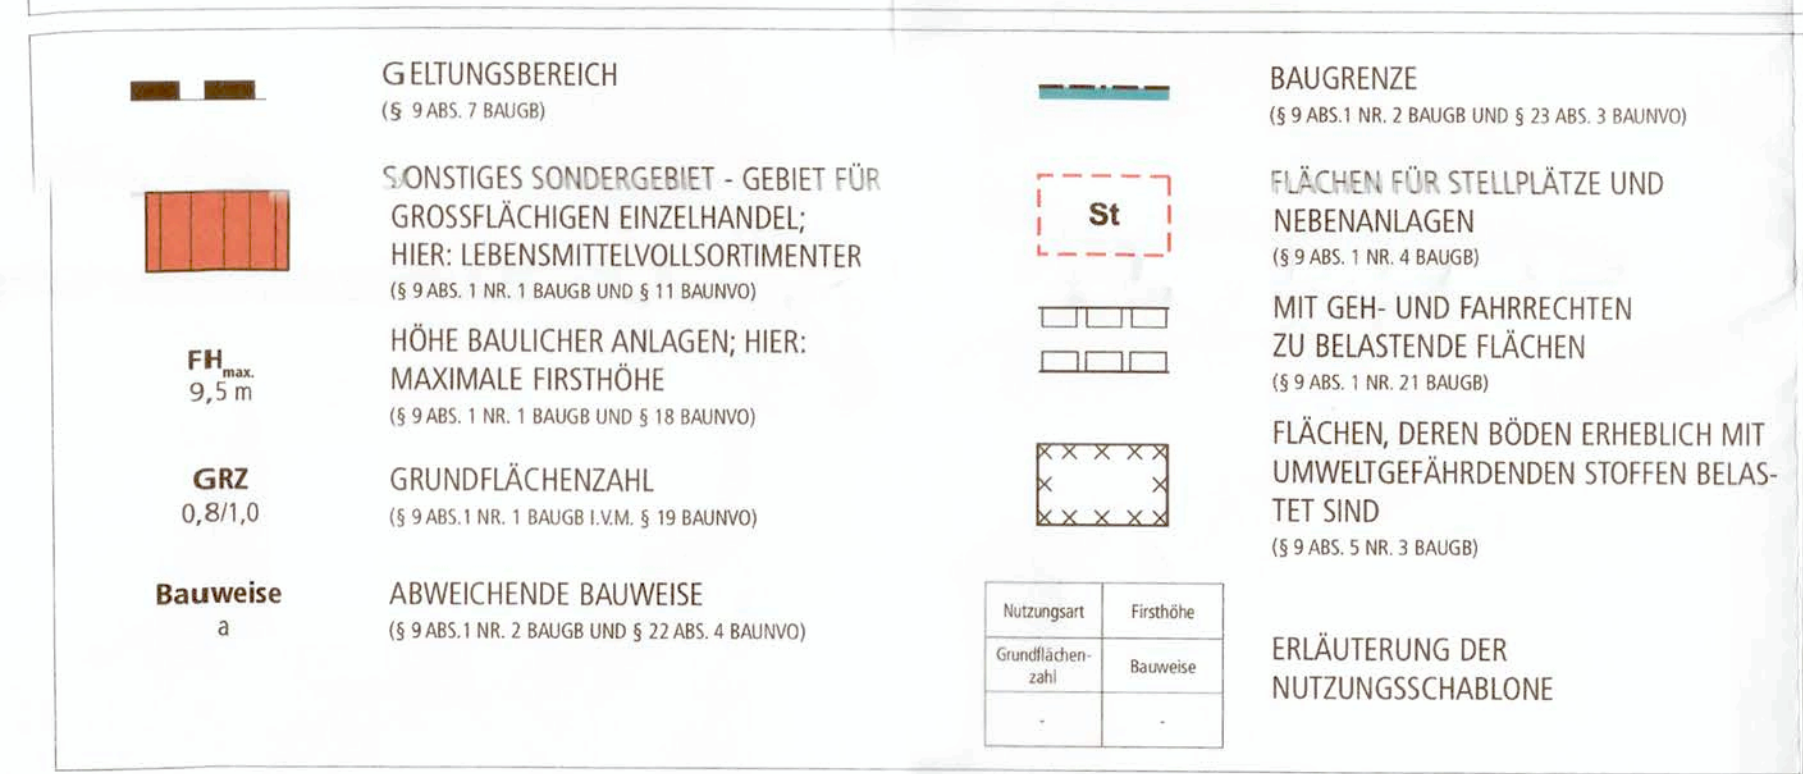 GELTUNGSBEREICH
(§ 9 ABS. 7 BAUGB)
SONSTIGES SONDERGEBIET - GEBIET FÜR
GROSSFLÄCHIGEN EINZELHANDEL;
HIER: LEBENSMITTELVOLLSORTIMENTER
(§ 9 ABS. 1 NR. 1 BAUGB UND § 11 BAUNVO)
FH max.
9,5 m
HÖHE BAULICHER ANLAGEN; HIER:
MAXIMALE FIRSTHÖHE
(§ 9 ABS. 1 NR. 1 BAUGB UND § 18 BAUNVO)
GRZ
0,8/1,0
GRUNDFLÄCHENZAHL
(§ 9 ABS.1 NR. 1 BAUGB I.V.M. § 19 BAUNVO)
Bauweise
a
ABWEICHENDE BAUWEISE
(§ 9 ABS.1 NR. 2 BAUGB UND § 22 ABS. 4 BAUNVO)
BAUGRENZE
(§ 9 ABS.1 NR. 2 BAUGB UND § 23 ABS. 3 BAUNVO)
St
FLÄCHEN FÜR STELLPLÄTZE UND
NEBENANLAGEN
(§ 9 ABS. 1 NR. 4 BAUGB)
MIT GEH- UND FAHRRECHTEN
ZU BELASTENDE FLÄCHEN
(§ 9 ABS. 1 NR. 21 BAUGB)
FLÄCHEN, DEREN BÖDEN ERHEBLICH MIT
UMWELTGEFÄHRDENDEN STOFFEN BELAS-
TET SIND
(§ 9 ABS. 5 NR. 3 BAUGB)
Nutzungsart
Firsthöhe
Grundflächen-
zahl
Bauweise
-
-
ERLÄUTERUNG DER
NUTZUNGSSCHABLONE